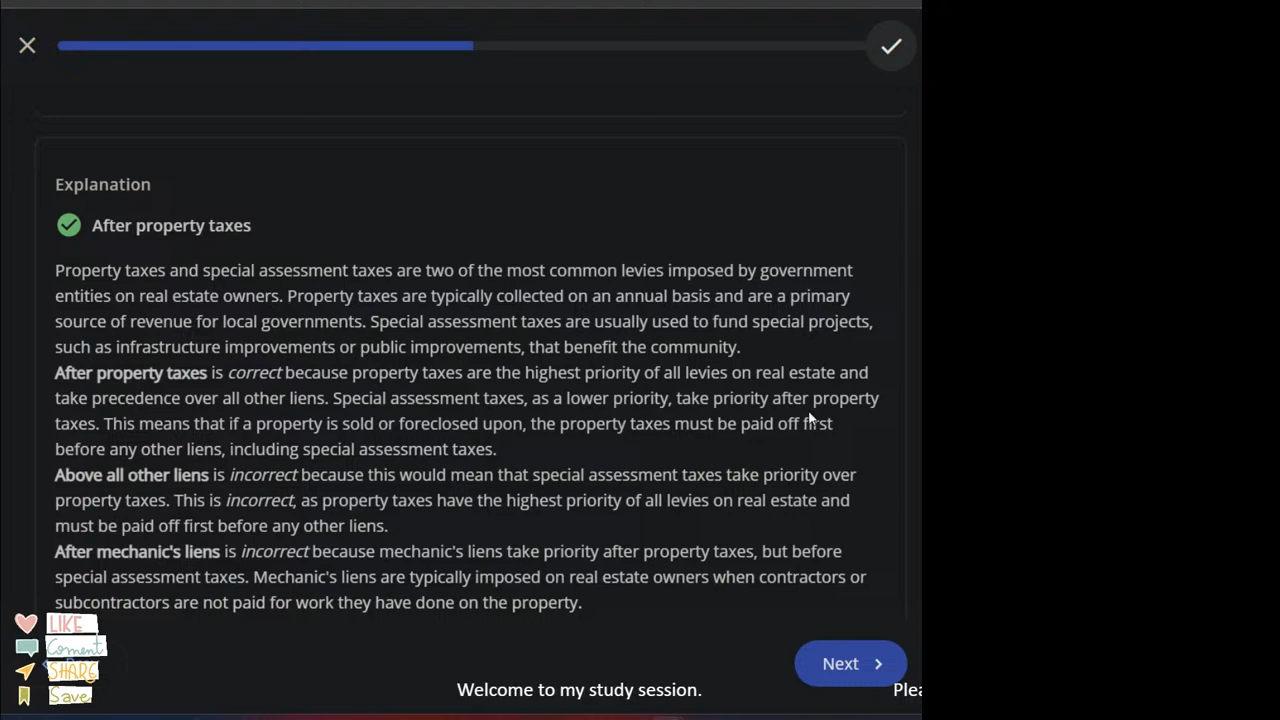 Explanation
After property taxes
Property taxes and special assessment taxes are two of the most common levies imposed by government
entities on real estate owners. Property taxes are typically collected on an annual basis and are a primary
source of revenue for local governments. Special assessment taxes are usually used to fund special projects,
such as infrastructure improvements or public improvements, that benefit the community.
After property taxes is correct because property taxes are the highest priority of all levies on real estate and
take precedence over all other liens. Special assessment taxes, as a lower priority, take priority after property
taxes. This means that if a property is sold or foreclosed upon, the property taxes must be paid off first
before any other liens, including special assessment taxes.
Above all other liens is incorrect because this would mean that special assessment taxes take priority over
property taxes. This is incorrect, as property taxes have the highest priority of all levies on real estate and
must be paid off first before any other liens.
After mechanic's liens is incorrect because mechanic's liens take priority after property taxes, but before
special assessment taxes. Mechanic's liens are typically imposed on real estate owners when contractors or
subcontractors are not paid for work they have done on the property.
LIKE
Coment
SHARE
Save
Next
Welcome to my study session.
Plea